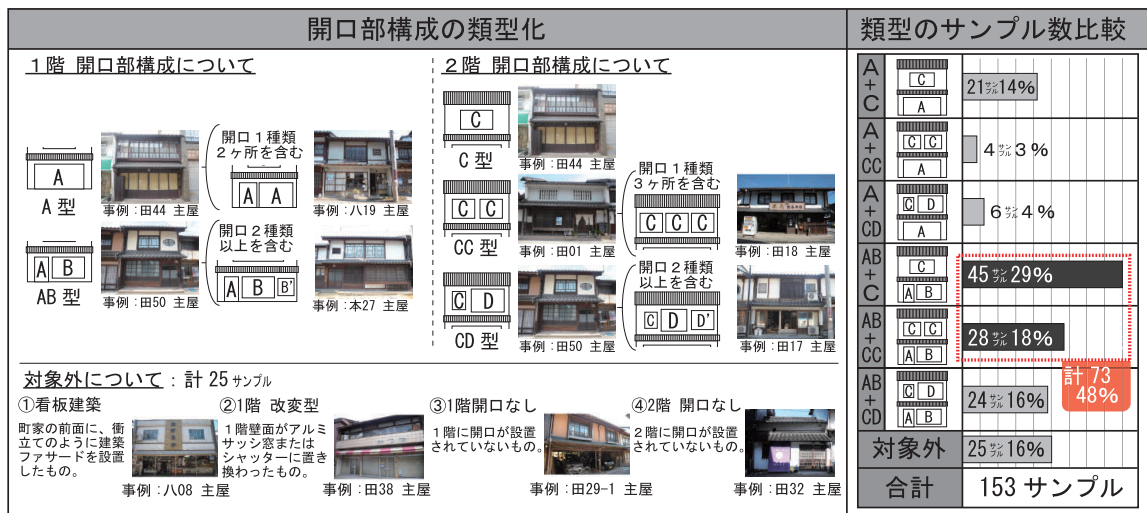 開口部構成の類型化
1階 開口部構成について
A
A 型
事例：田44 主屋
開口１種類
２ヶ所を含む
A A
事例：八19 主屋
A B
AB 型
事例：田50 主屋
開口２種類
以上を含む
A B B'
事例：本27 主屋
2階 開口部構成について
C
C 型
事例：田44 主屋
C C
CC 型
事例：田01 主屋
開口１種類
３ヶ所を含む
C C C
事例：田18 主屋
C D
CD 型
事例：田50 主屋
開口２種類
以上を含む
C D D'
事例：田17 主屋
対象外について：計 25 サンプル
①看板建築
町家の前面に、衝
立てのように建築
ファサードを設置
したもの。
事例：八08 主屋
②1階 改変型
１階壁面がアルミ
サッシ窓または
シャッターに置き
換わったもの。
事例：田38 主屋
③1階開口なし
１階に開口が設置
されていないもの。
事例：田29-1 主屋
④2階 開口なし
２階に開口が設置
されていないもの。
事例：田32 主屋
類型のサンプル数比較
A+C
C
A
21サンプル14%
A+CC
C C
A
4サンプル3%
A+CD
C D
A
6サンプル4%
AB+C
C
A B
45サンプル29%
AB+CC
C C
A B
28サンプル18%
計 73
48%
AB+CD
C D
A B
24サンプル16%
対象外
25サンプル16%
合計
153 サンプル